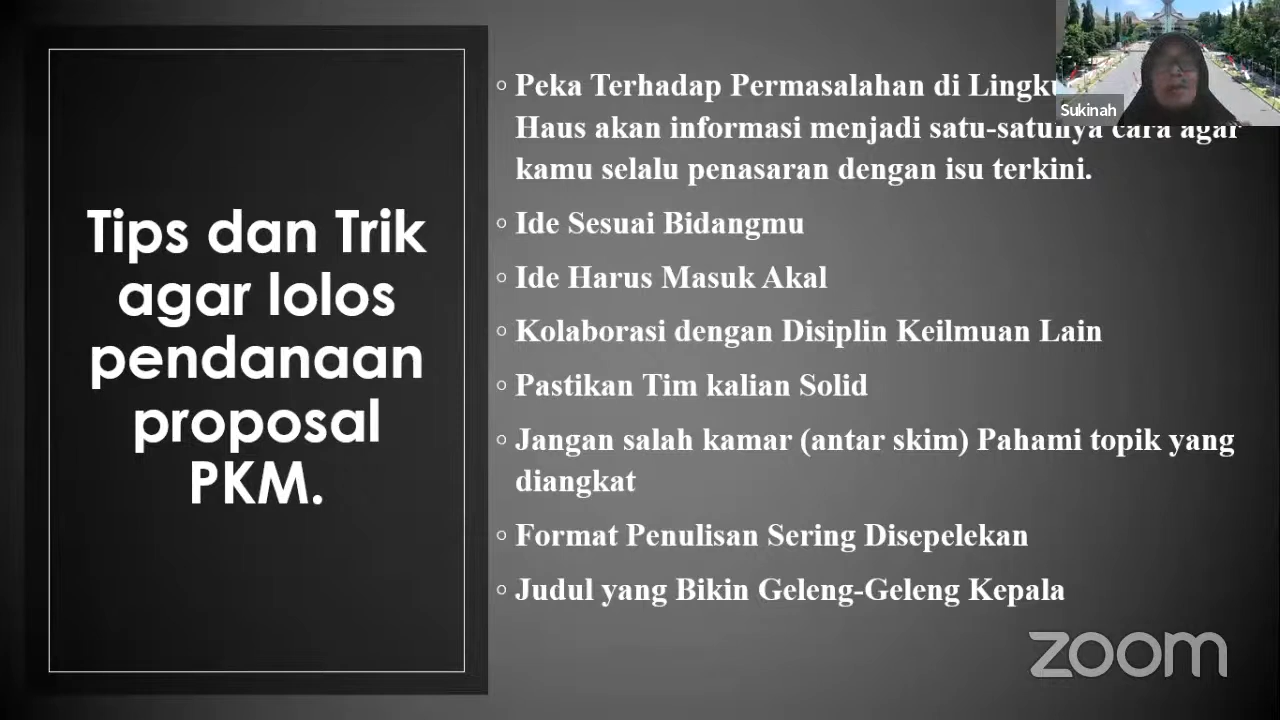 Tips dan Trik
agar lolos
pendanaan
proposal
PKM.
Peka Terhadap Permasalahan di
Haus akan informasi menjadi satu-satunya cara agar
kamu selalu penasaran dengan isu terkini.
Ide Sesuai Bidangmu
Ide Harus Masuk Akal
Kolaborasi dengan Disiplin Keilmuan Lain
Pastikan Tim kalian Solid
Jangan salah kamar (antar skim) Pahami topik yang
diangkat
Format Penulisan Sering Disepelekan
Judul yang Bikin Geleng-Geleng Kepala
Sukinah
zoom